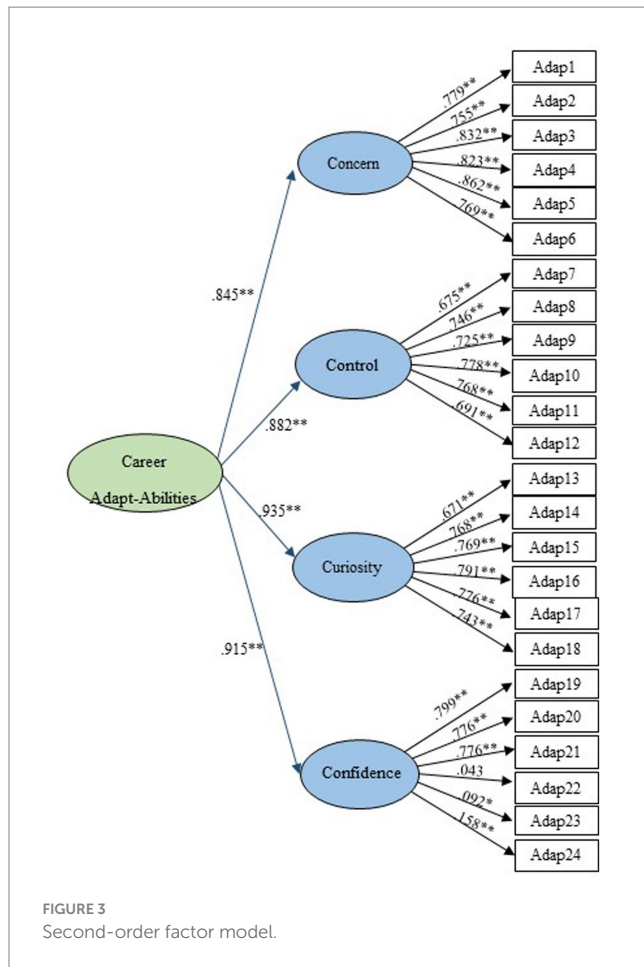 Adap1
.779**
Adap2
.755**
Adap3
.832**
Concern
Adap4
.823**
Adap5
.862**
Adap6
.769**
.845**
Adap7
.675**
Adap8
.746**
Adap9
.725**
Control
Adap10
.778**
Adap11
.768**
Adap12
.691**
.882**
Career
Adapt-Abilities
.935**
Adap13
.671**
Adap14
.768**
Adap15
.769**
Curiosity
Adap16
.791**
Adap17
.776**
Adap18
.743**
.915**
Adap19
.799**
Adap20
.776**
Adap21
.776**
Confidence
.043
Adap22
.092*
Adap23
.158**
Adap24
FIGURE 3
Second-order factor model.